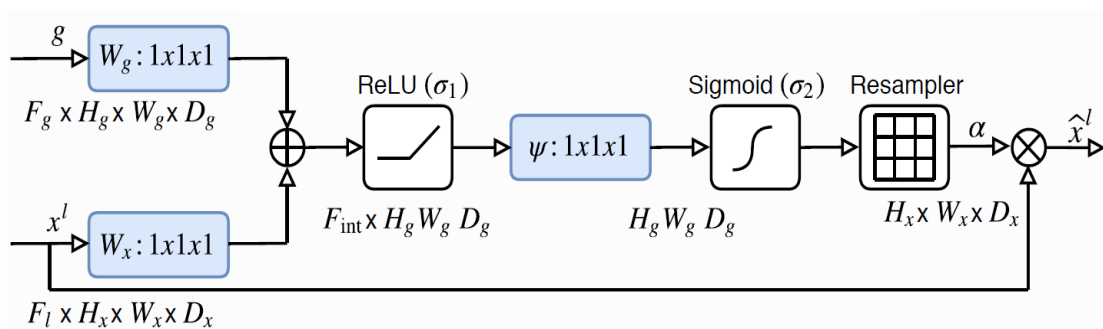 g
W_g : 1x1x1
F_g x H_g x W_g x D_g
x^l
W_x : 1x1x1
F_l x H_x x W_x x D_x
ReLU (σ_1)
F_int x H_g W_g D_g
ψ : 1x1x1
H_g W_g D_g
Sigmoid (σ_2)
Resampler
α
H_x x W_x x D_x
x̂^l